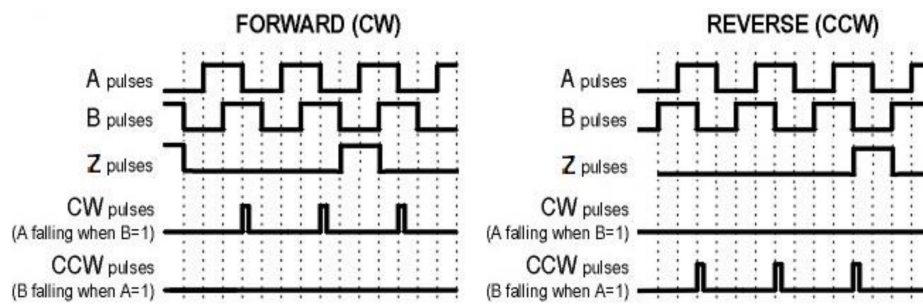 FORWARD (CW)
A pulses
B pulses
Z pulses
CW pulses
(A falling when B=1)
CCW pulses
(B falling when A=1)
REVERSE (CCW)
A pulses
B pulses
Z pulses
CW pulses
(A falling when B=1)
CCW pulses
(B falling when A=1)